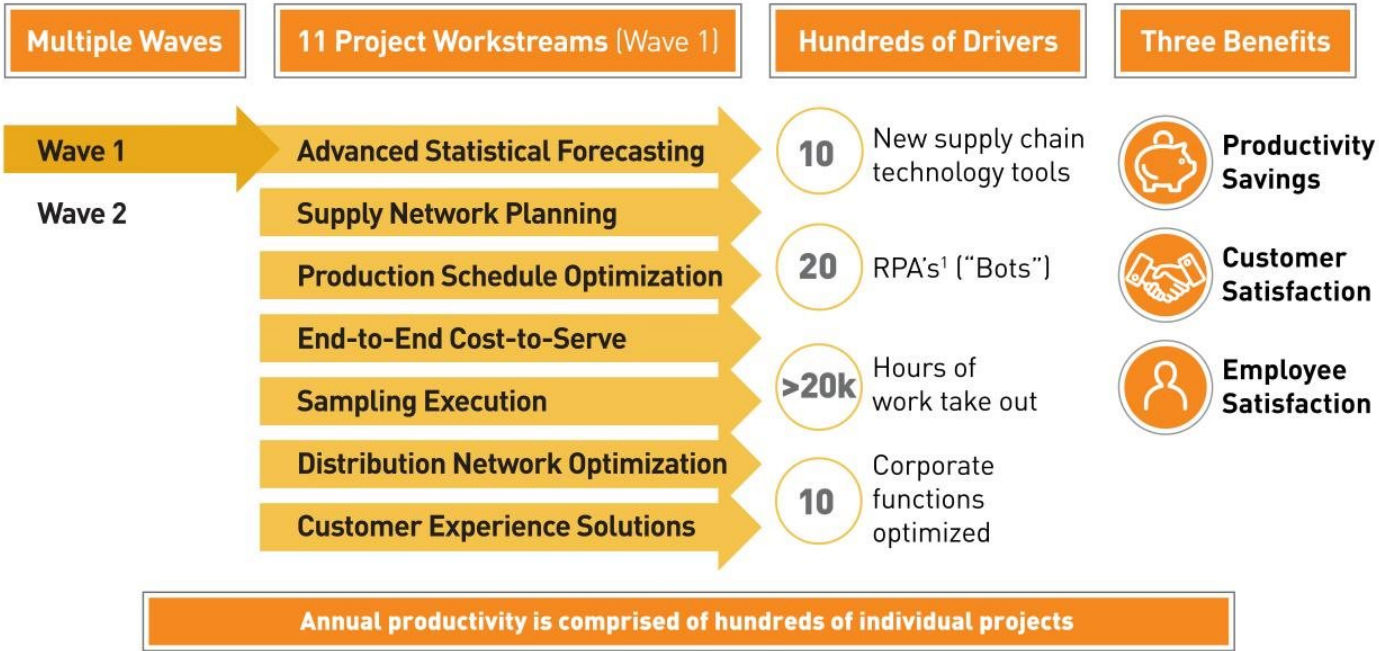 Multiple Waves
11 Project Workstreams (Wave 1)
Hundreds of Drivers
Three Benefits
Wave 1
Wave 2
Advanced Statistical Forecasting
Supply Network Planning
Production Schedule Optimization
End-to-End Cost-to-Serve
Sampling Execution
Distribution Network Optimization
Customer Experience Solutions
10
New supply chain
technology tools
20
RPA's¹ (“Bots”)
>20k
Hours of
work take out
10
Corporate
functions
optimized
Productivity
Savings
Customer
Satisfaction
Employee
Satisfaction
Annual productivity is comprised of hundreds of individual projects